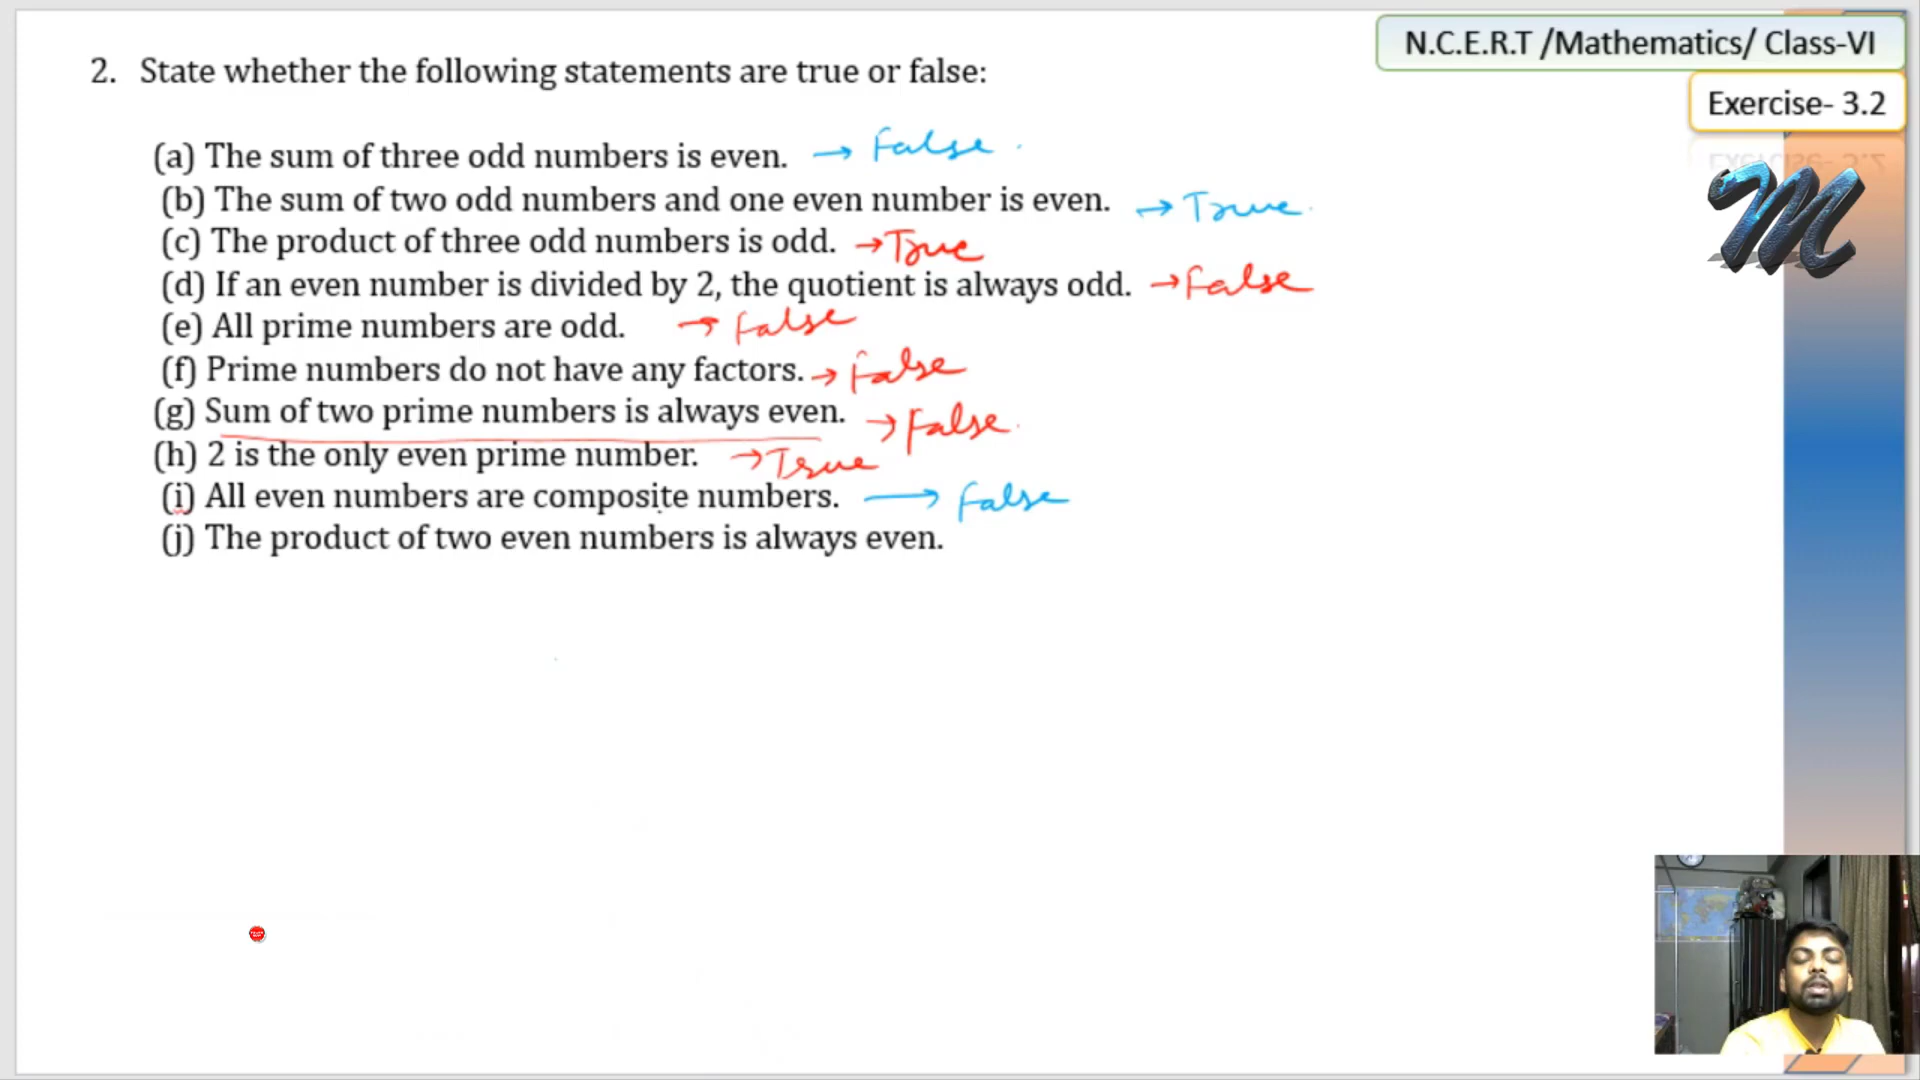 N.C.E.R.T /Mathematics/ Class-VI
Exercise- 3.2
2. State whether the following statements are true or false:
(a) The sum of three odd numbers is even. → False.
(b) The sum of two odd numbers and one even number is even. → True.
(c) The product of three odd numbers is odd. → True
(d) If an even number is divided by 2, the quotient is always odd. → False
(e) All prime numbers are odd. → False
(f) Prime numbers do not have any factors. → False
(g) Sum of two prime numbers is always even. → False.
(h) 2 is the only even prime number. → True
(i) All even numbers are composite numbers. → False
(j) The product of two even numbers is always even.
M